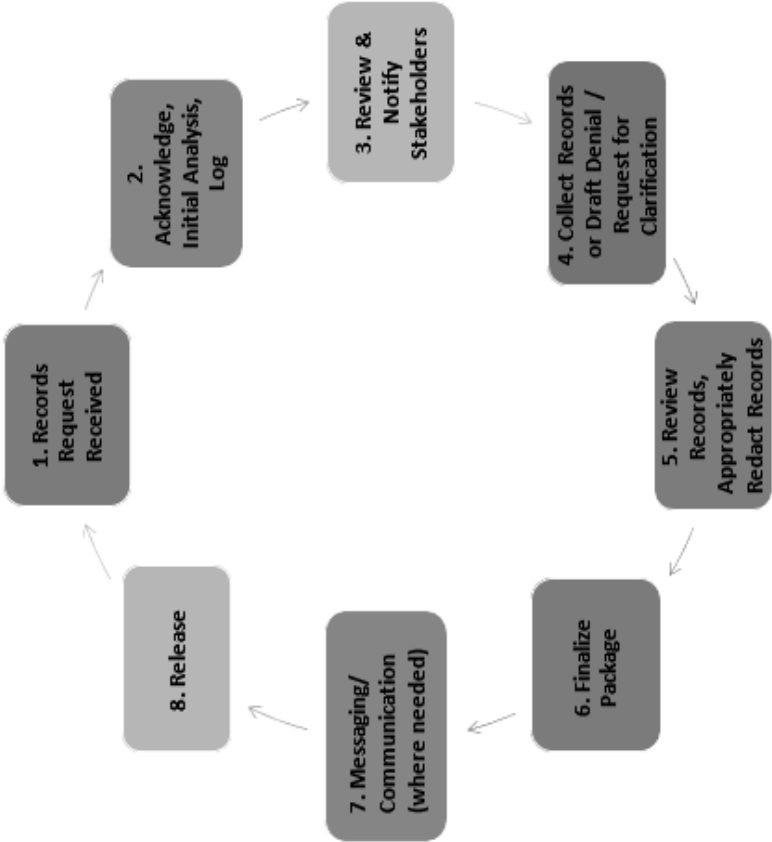 1. Records
Request
Received
2.
Acknowledge,
Initial Analysis,
Log
3. Review &
Notify
Stakeholders
4. Collect Records
or Draft Denial /
Request for
Clarification
5. Review
Records,
Appropriately
Redact Records
6. Finalize
Package
7. Messaging/
Communication
(where needed)
8. Release